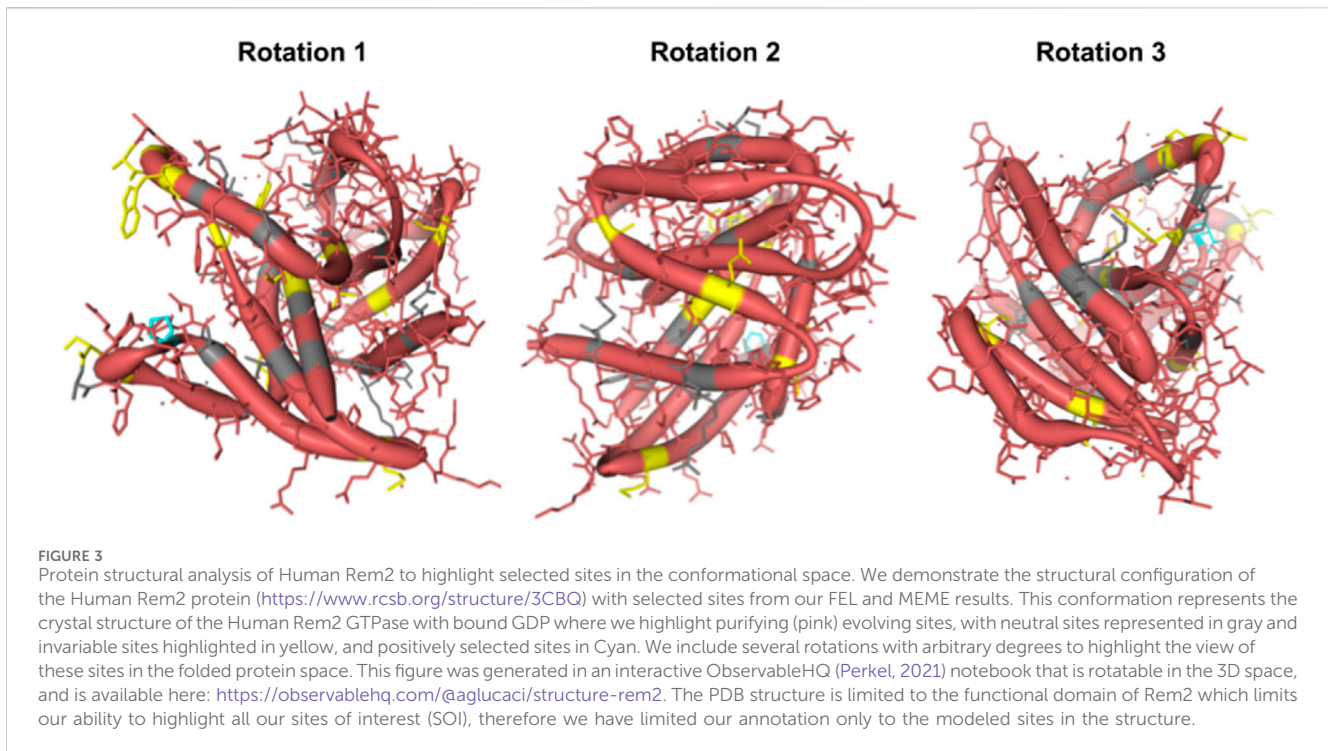 Rotation 1 Rotation 2 Rotation 3
FIGURE 3
Protein structural analysis of Human Rem2 to highlight selected sites in the conformational space. We demonstrate the structural configuration of
the Human Rem2 protein (https://www.rcsb.org/structure/3CBQ) with selected sites from our FEL and MEME results. This conformation represents the
crystal structure of the Human Rem2 GTPase with bound GDP where we highlight purifying (pink) evolving sites, with neutral sites represented in gray and
invariable sites highlighted in yellow, and positively selected sites in Cyan. We include several rotations with arbitrary degrees to highlight the view of
these sites in the folded protein space. This figure was generated in an interactive ObservableHQ (Perkel, 2021) notebook that is rotatable in the 3D space,
and is available here: https://observablehq.com/@aglucaci/structure-rem2. The PDB structure is limited to the functional domain of Rem2 which limits
our ability to highlight all our sites of interest (SOI), therefore we have limited our annotation only to the modeled sites in the structure.